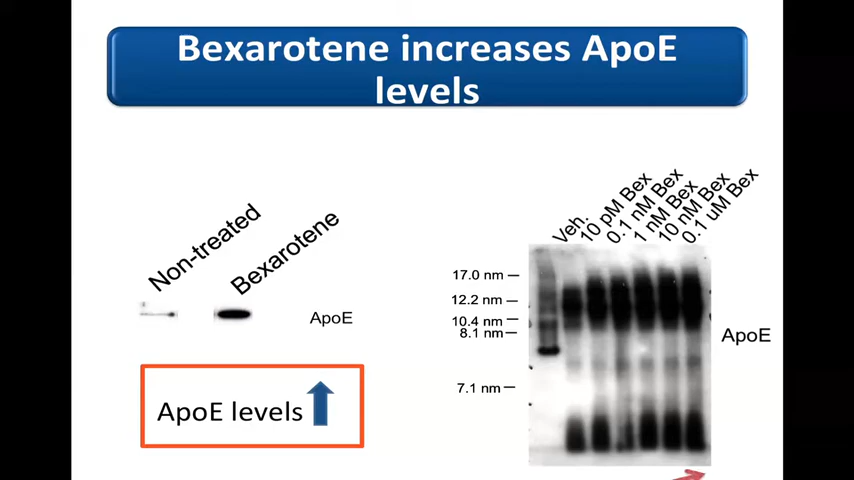 Bexarotene increases ApoE
levels
Non-treated
Bexarotene
ApoE
ApoE levels
Veh.
10 pM Bex
0.1 nM Bex
1 nM Bex
10 nM Bex
0.1 uM Bex
17.0 nm
12.2 nm
10.4 nm
8.1 nm
7.1 nm
ApoE